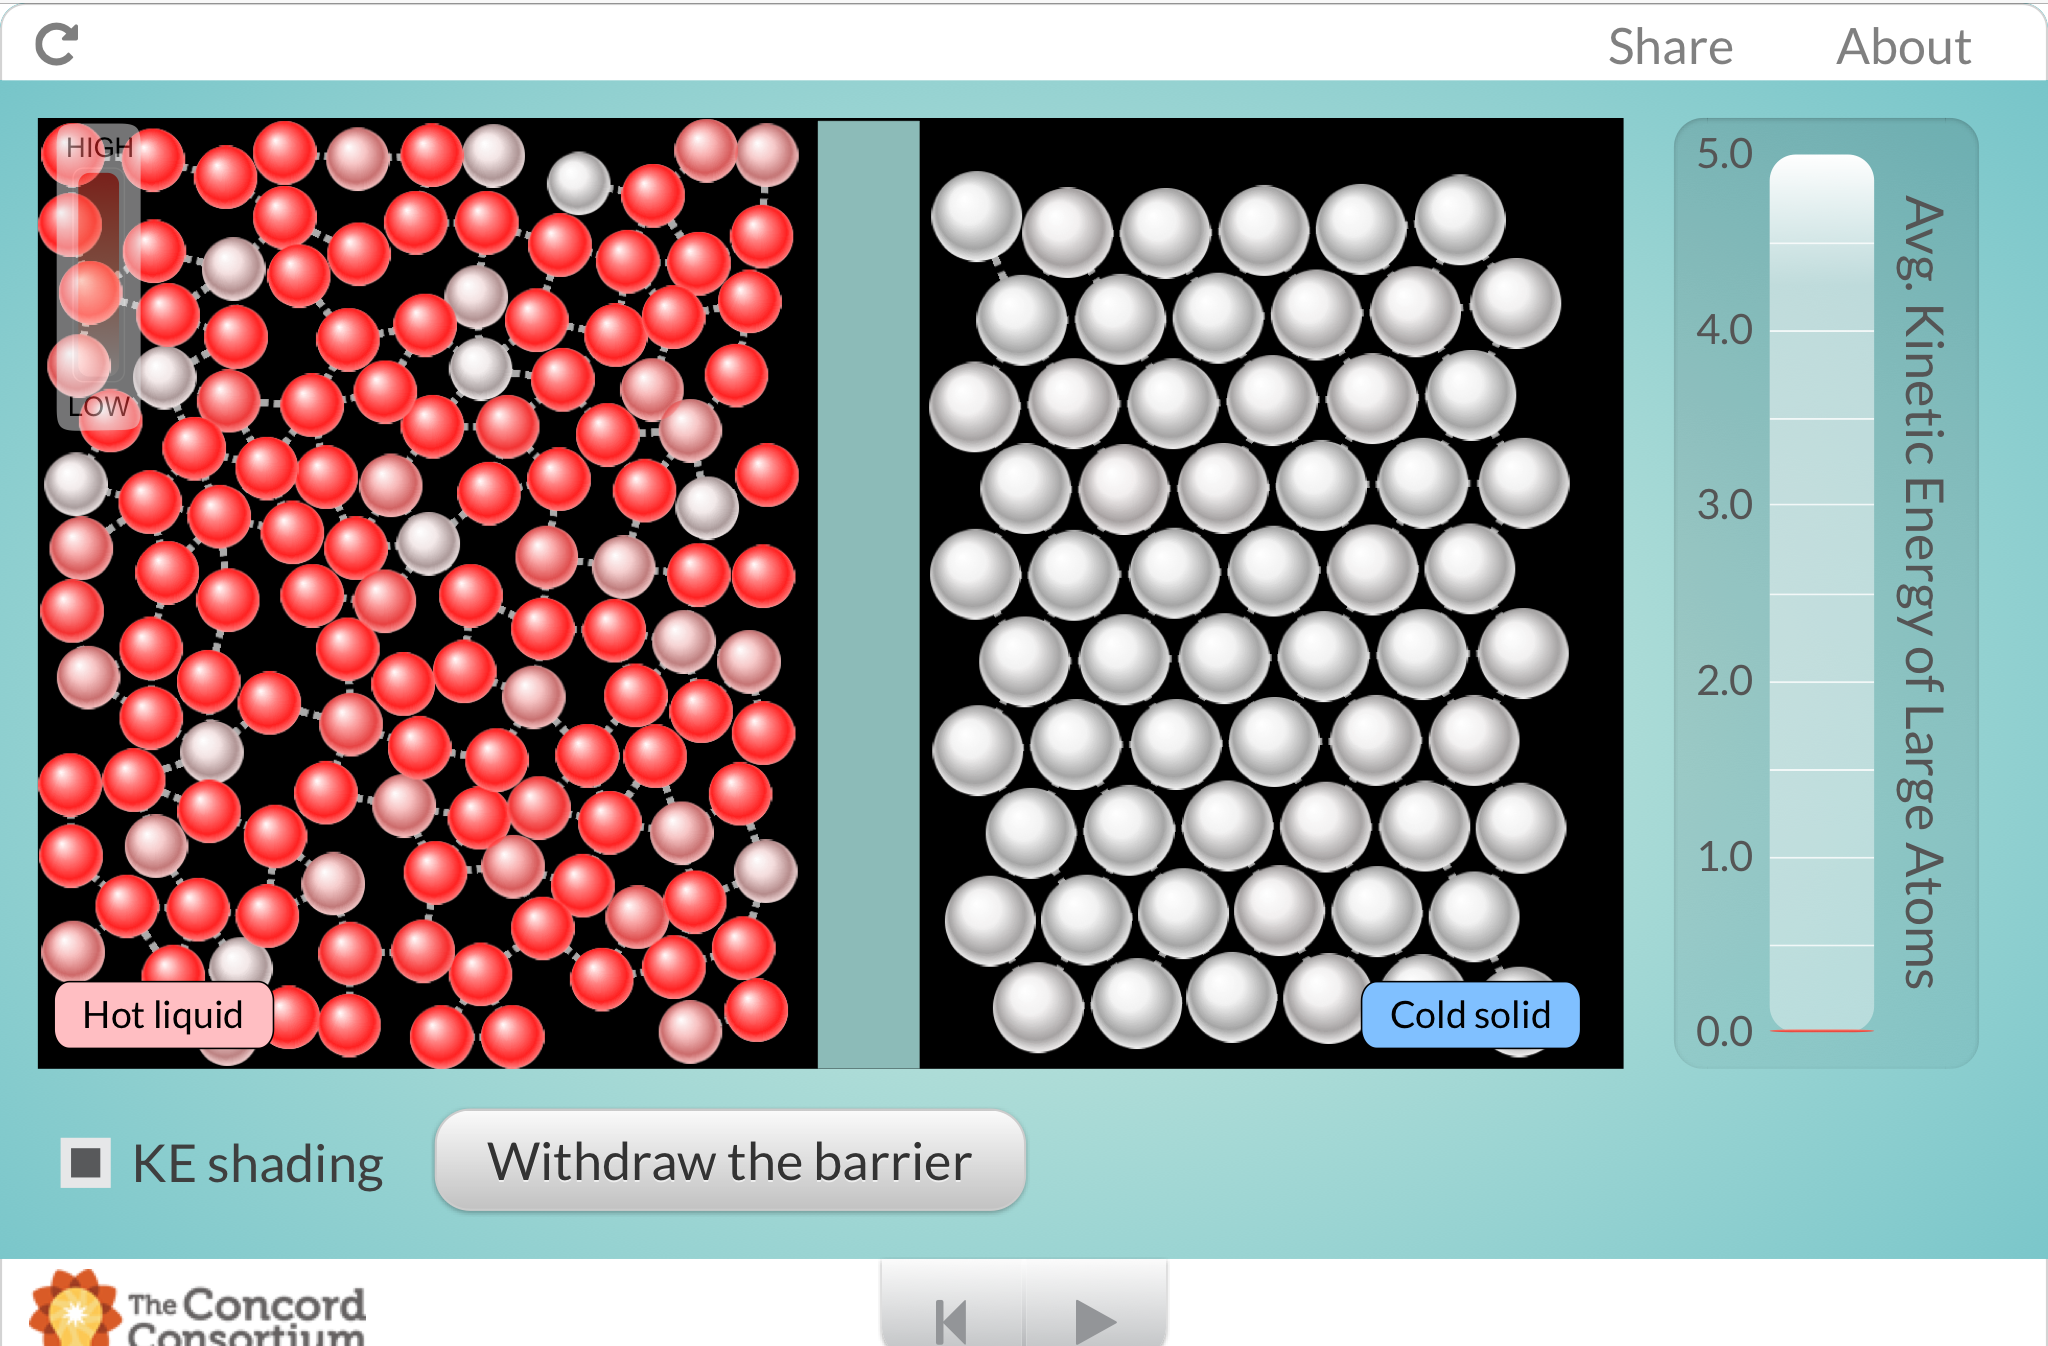 Share About
HIGH
LOW
Hot liquid
Cold solid
5.0
4.0
3.0
2.0
1.0
0.0
Avg. Kinetic Energy of Large Atoms
KE shading
Withdraw the barrier
The Concord
Consortium